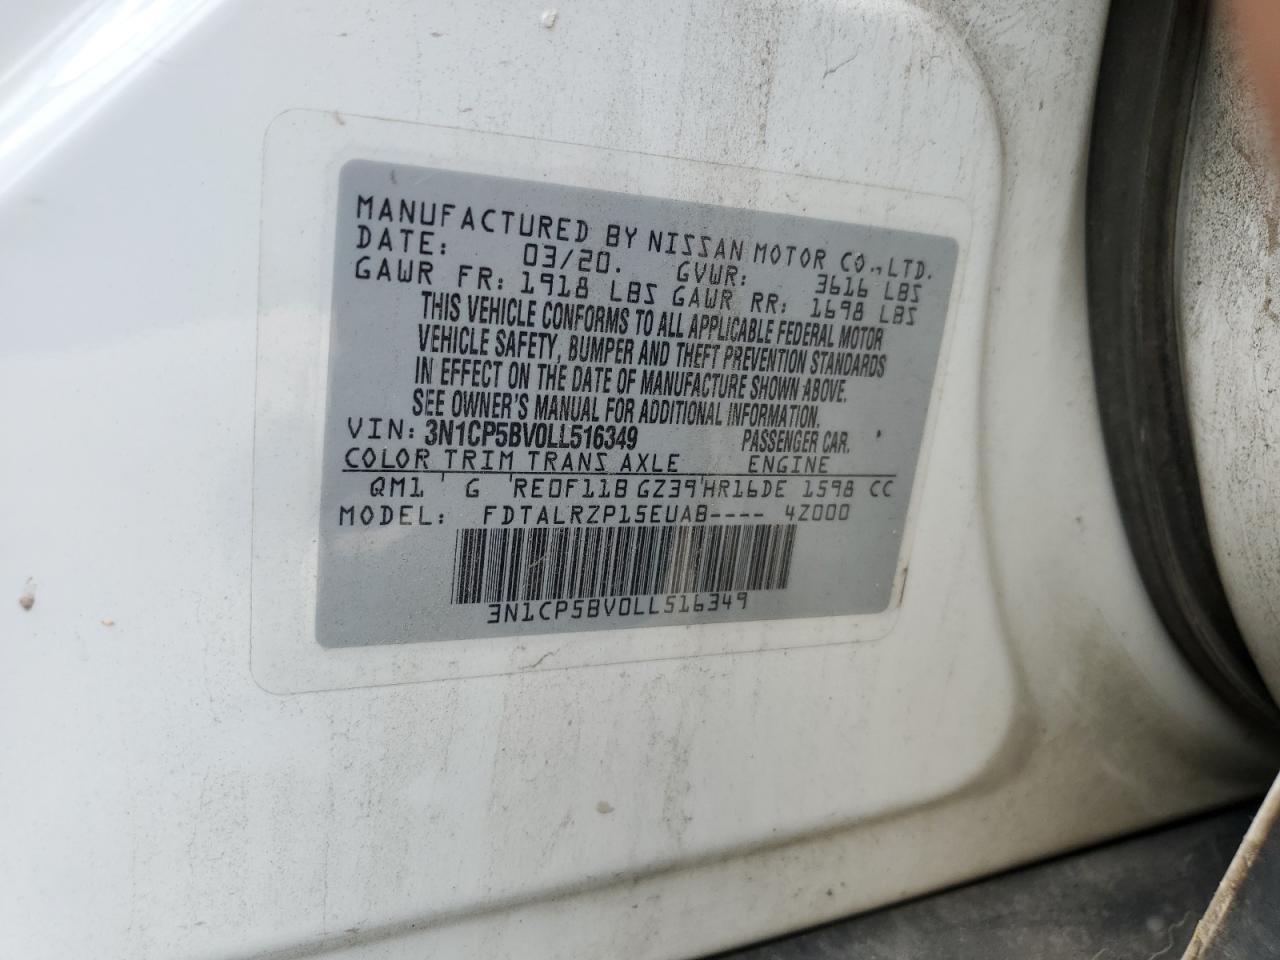 MANUFACTURED BY NISSAN MOTOR CO.,LTD.
DATE: 03/20. GVWR: 3616 LBS
GAWR FR: 1918 LBS GAWR RR: 1698 LBS
THIS VEHICLE CONFORMS TO ALL APPLICABLE FEDERAL MOTOR
VEHICLE SAFETY, BUMPER AND THEFT PREVENTION STANDARDS
IN EFFECT ON THE DATE OF MANUFACTURE SHOWN ABOVE.
SEE OWNER'S MANUAL FOR ADDITIONAL INFORMATION.
VIN: 3N1CP5BV0LL516349 PASSENGER CAR.
COLOR TRIM TRANS AXLE ENGINE
QM1 G RE0F11B GZ39 HR16DE 1598 CC
MODEL: FDTALRZP15EUAB---- 4Z000
3N1CP5BV0LL516349